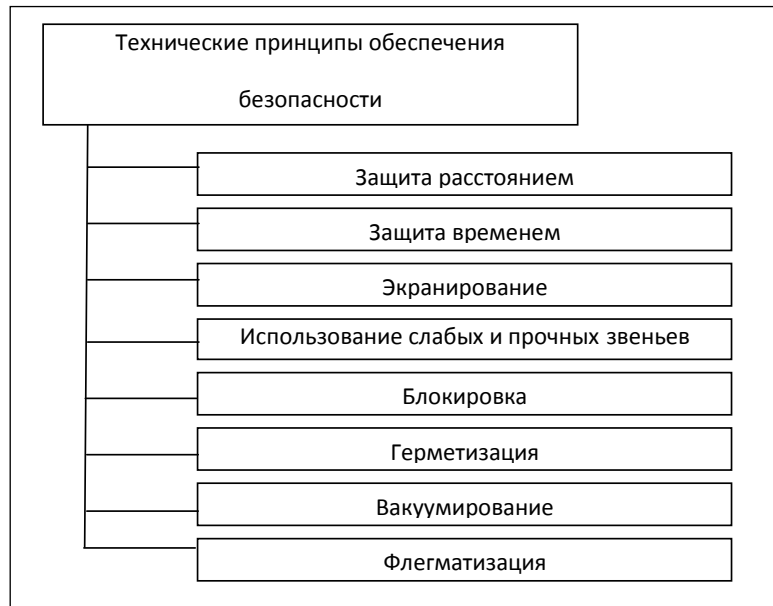 Технические принципы обеспечения
безопасности
Защита расстоянием
Защита временем
Экранирование
Использование слабых и прочных звеньев
Блокировка
Герметизация
Вакуумирование
Флегматизация